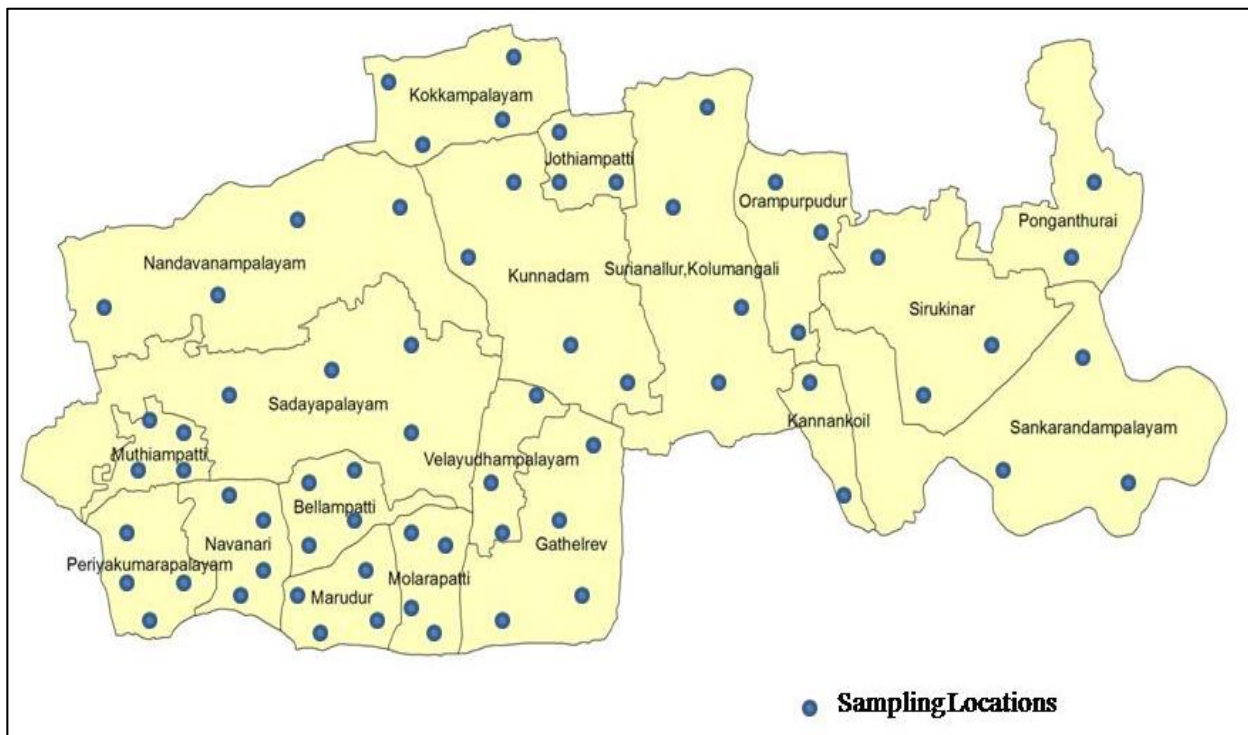 Kokkampalayam
Jothiampatti
Orampurpudur
Ponganthurai
Nandavanampalayam
Kunnadam
Surianallur,Kolumangali
Sirukinar
Sadayapalayam
Kannankoil
Sankarandampalayam
Muthiampatti
Velayudhampalayam
Bellampatti
Navanari
Gathelrev
Periyakumarapalayam
Molarapatti
Marudur
SamplingLocations